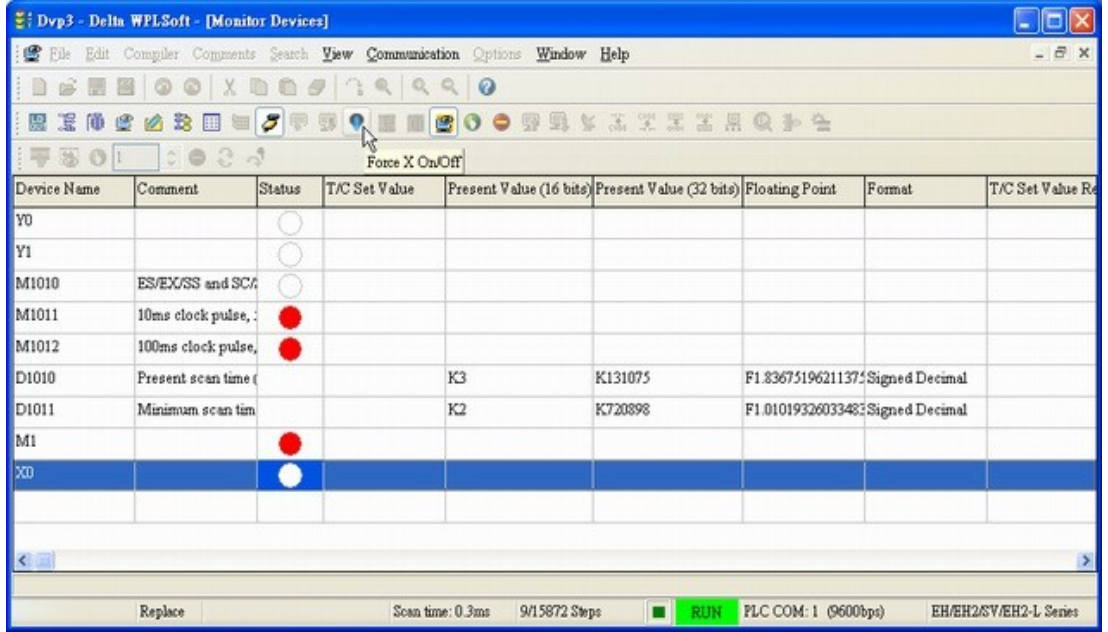 Dvp3 - Delta WPLSoft - [Monitor Devices]
File Edit Compiler Comments Search View Communication Options Window Help
1
Force X On/Off
Device Name Comment Status T/C Set Value Present Value (16 bits) Present Value (32 bits) Floating Point Format T/C Set Value Re
Y0
Y1
M1010 ES/EX/SS and SC/
M1011 10ms clock pulse, :
M1012 100ms clock pulse,
D1010 Present scan time ( K3 K131075 F1.83675196211375 Signed Decimal
D1011 Minimum scan tim K2 K720898 F1.01019326033483 Signed Decimal
M1
X0
Replace Scan time: 0.3ms 9/15872 Steps RUN PLC COM: 1 (9600bps) EH/EH2/SV/EH2-L Series